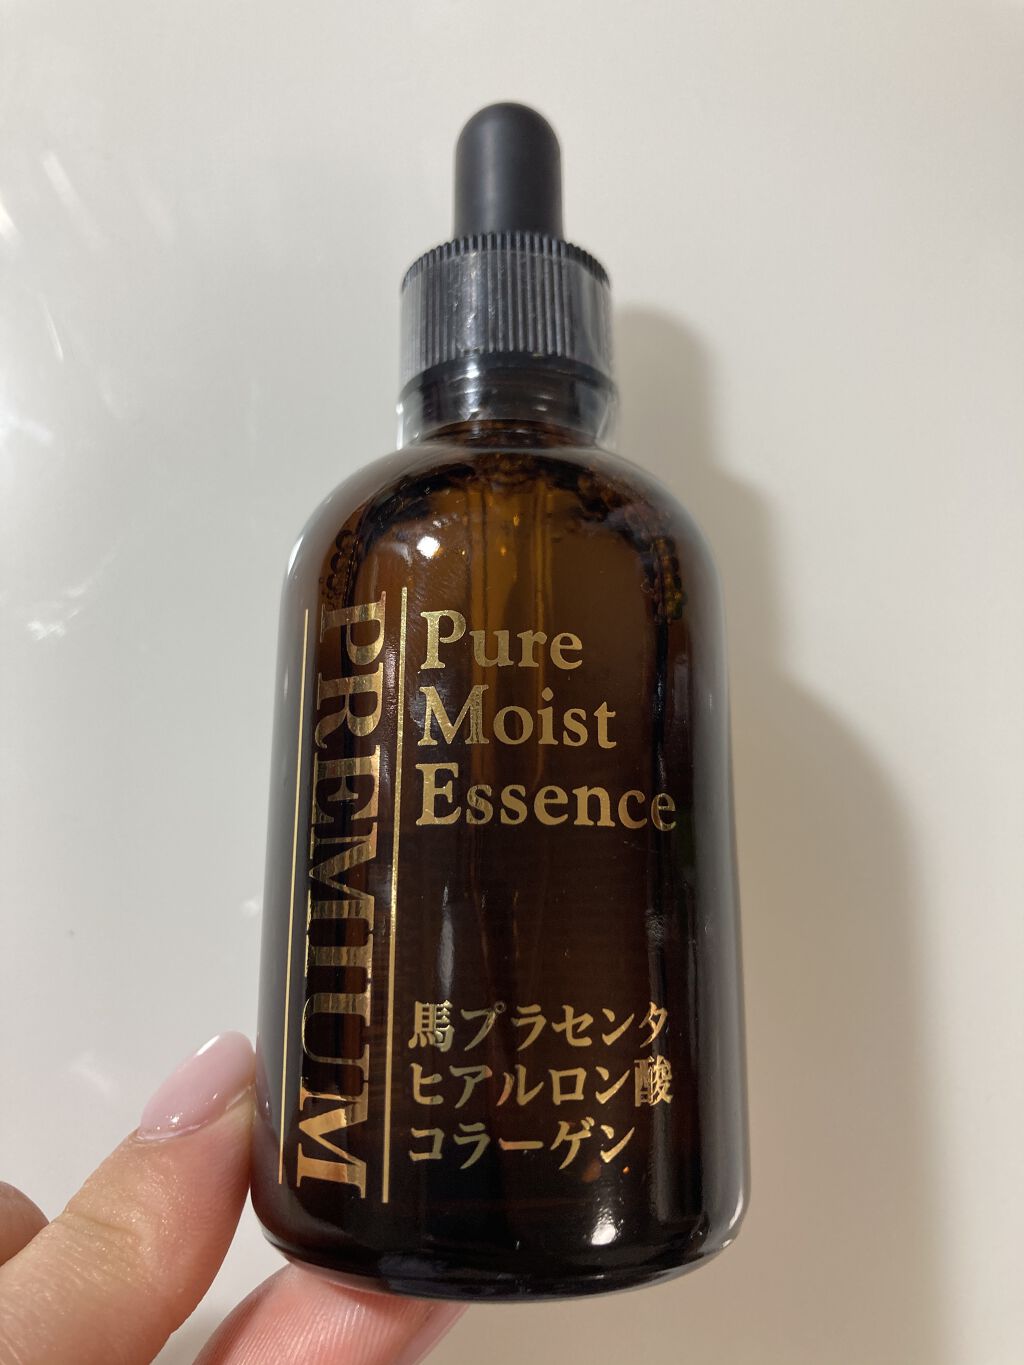 PREMIUM
Pure
Moist
Essence
馬プラセンタ
ヒアルロン酸
コラーゲン